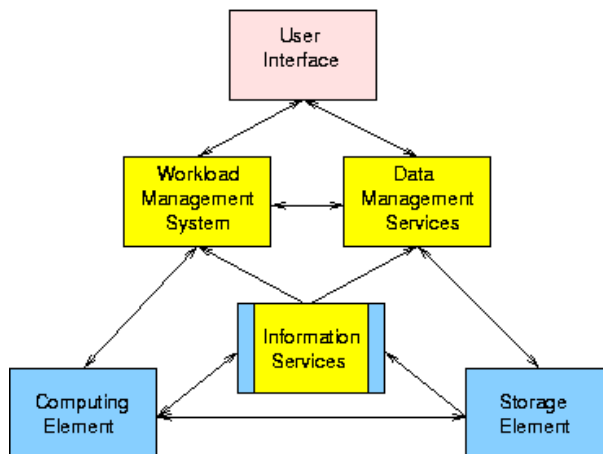 User
Interface
Workload
Management
System
Data
Management
Services
Information
Services
Computing
Element
Storage
Element